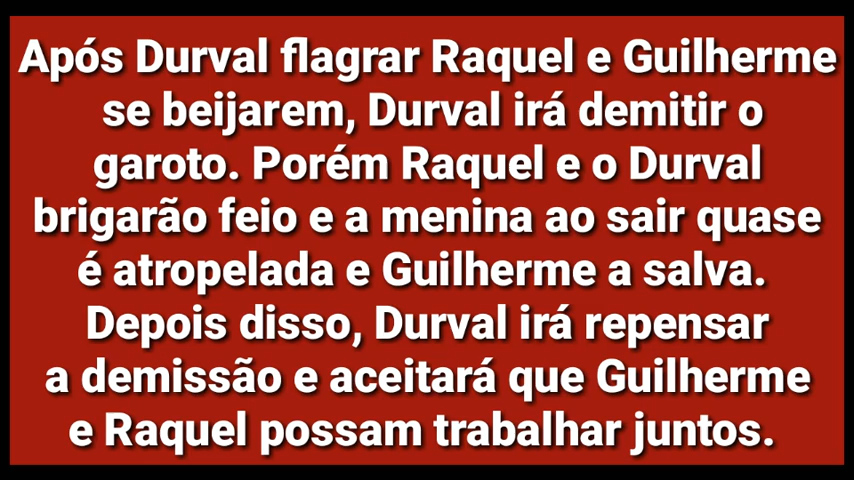 Após Durval flagrar Raquel e Guilherme
se beijarem, Durval irá demitir o
garoto. Porém Raquel e o Durval
brigarão feio e a menina ao sair quase
é atropelada e Guilherme a salva.
Depois disso, Durval irá repensar
a demissão e aceitará que Guilherme
e Raquel possam trabalhar juntos.